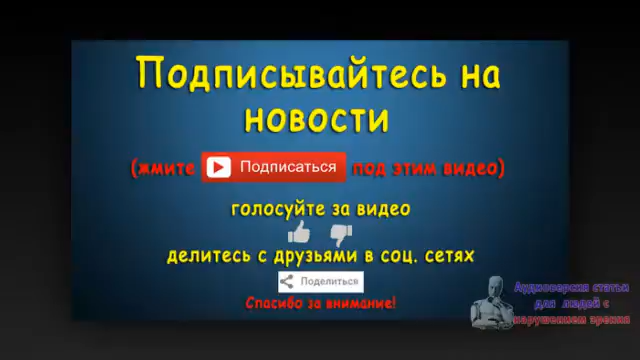 Подписывайтесь на
новости
(жмите Подписаться под этим видео)
голосуйте за видео
делитесь с друзьями в соц. сетях
Поделиться
Спасибо за внимание!
Аудиоверсия статьи
для людей с
нарушением зрения